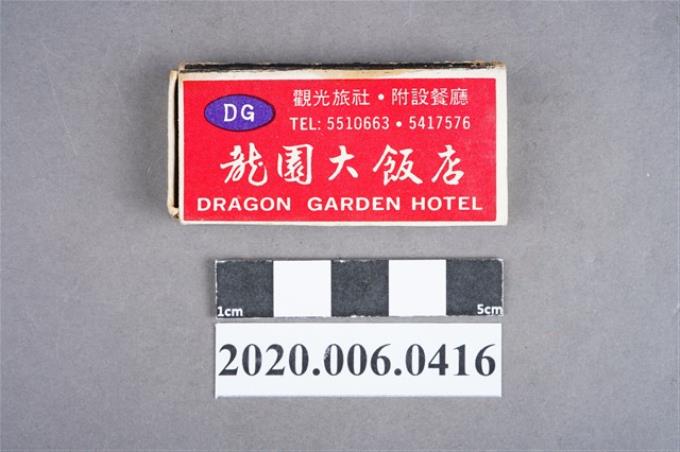 DG
觀光旅社•附設餐廳
TEL: 5510663 • 5417576
龍園大飯店
DRAGON GARDEN HOTEL
1cm 5cm
2020.006.0416